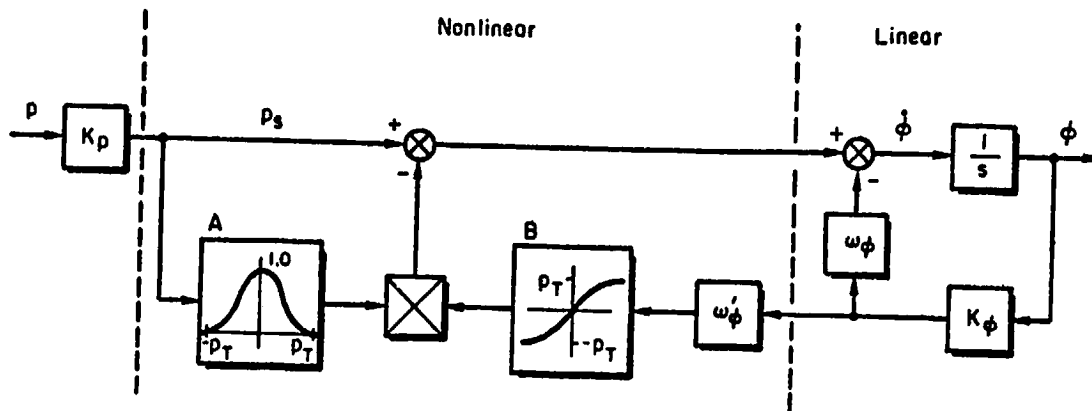 Nonlinear
Linear
p
K_p
p_s
+
-
+
-
φ̇
1/s
φ
A
1.0
-p_T
p_T
B
p_T
--p_T
ω_φ
ω'_φ
K_φ